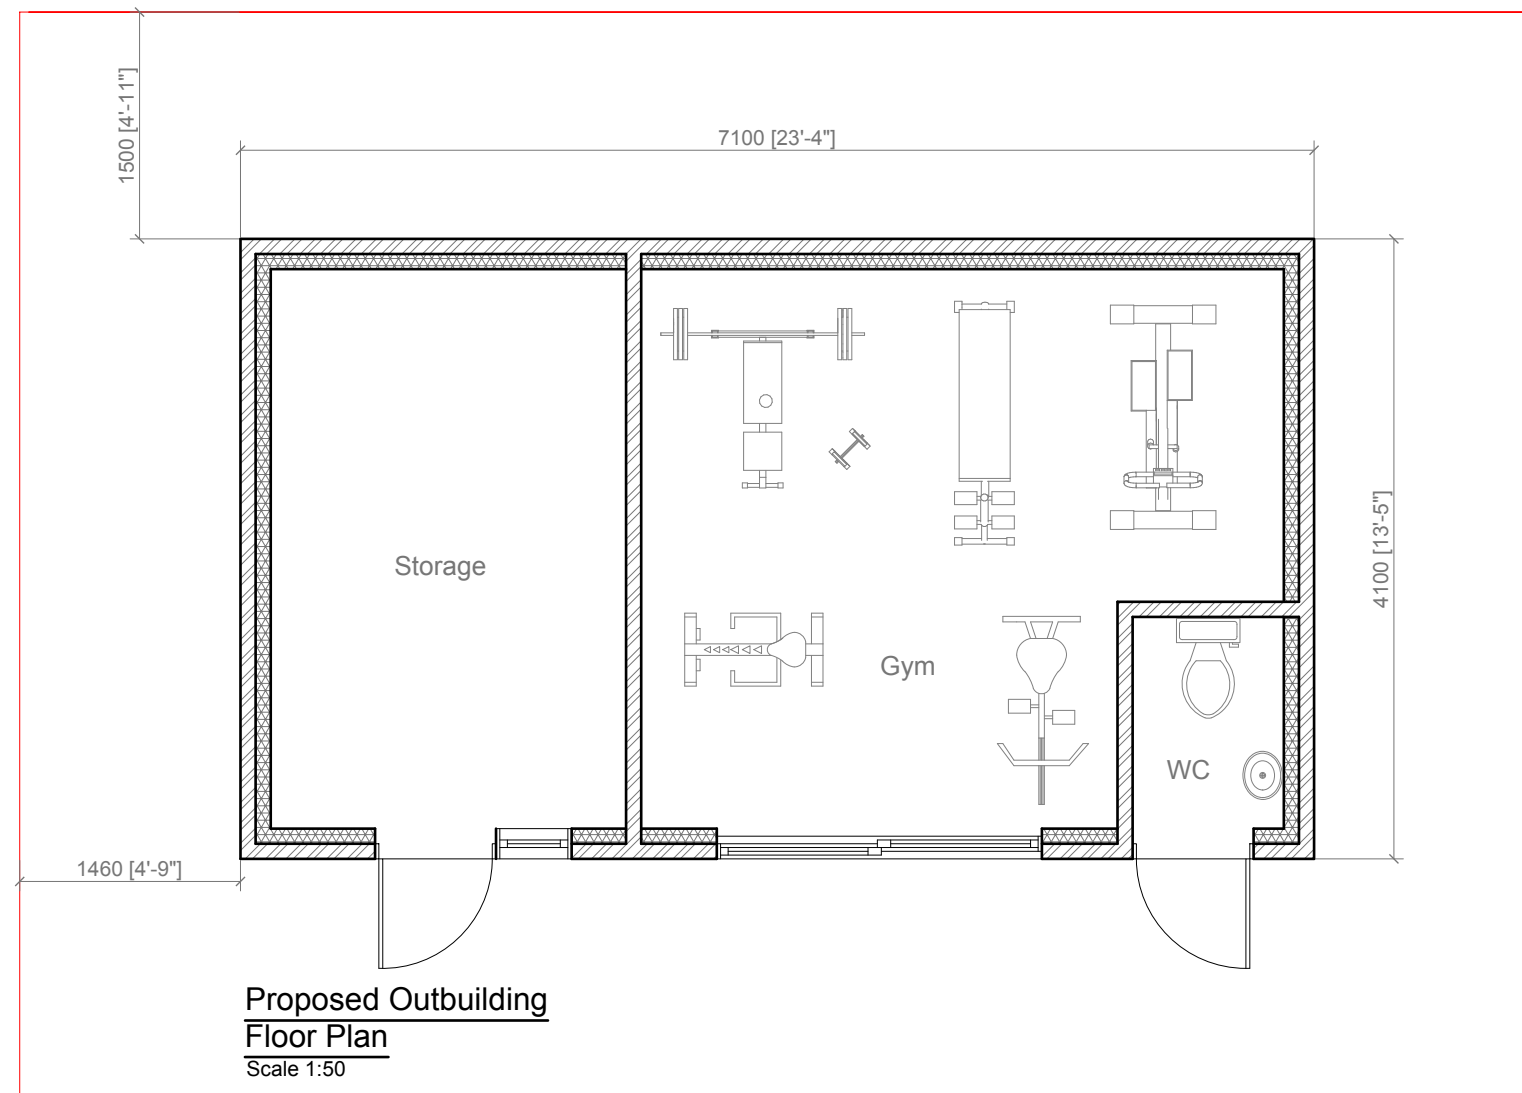 1500 [4'-11"]
7100 [23'-4"]
4100 [13'-5"]
Storage
Gym
WC
1460 [4'-9"]
Proposed Outbuilding
Floor Plan
Scale 1:50